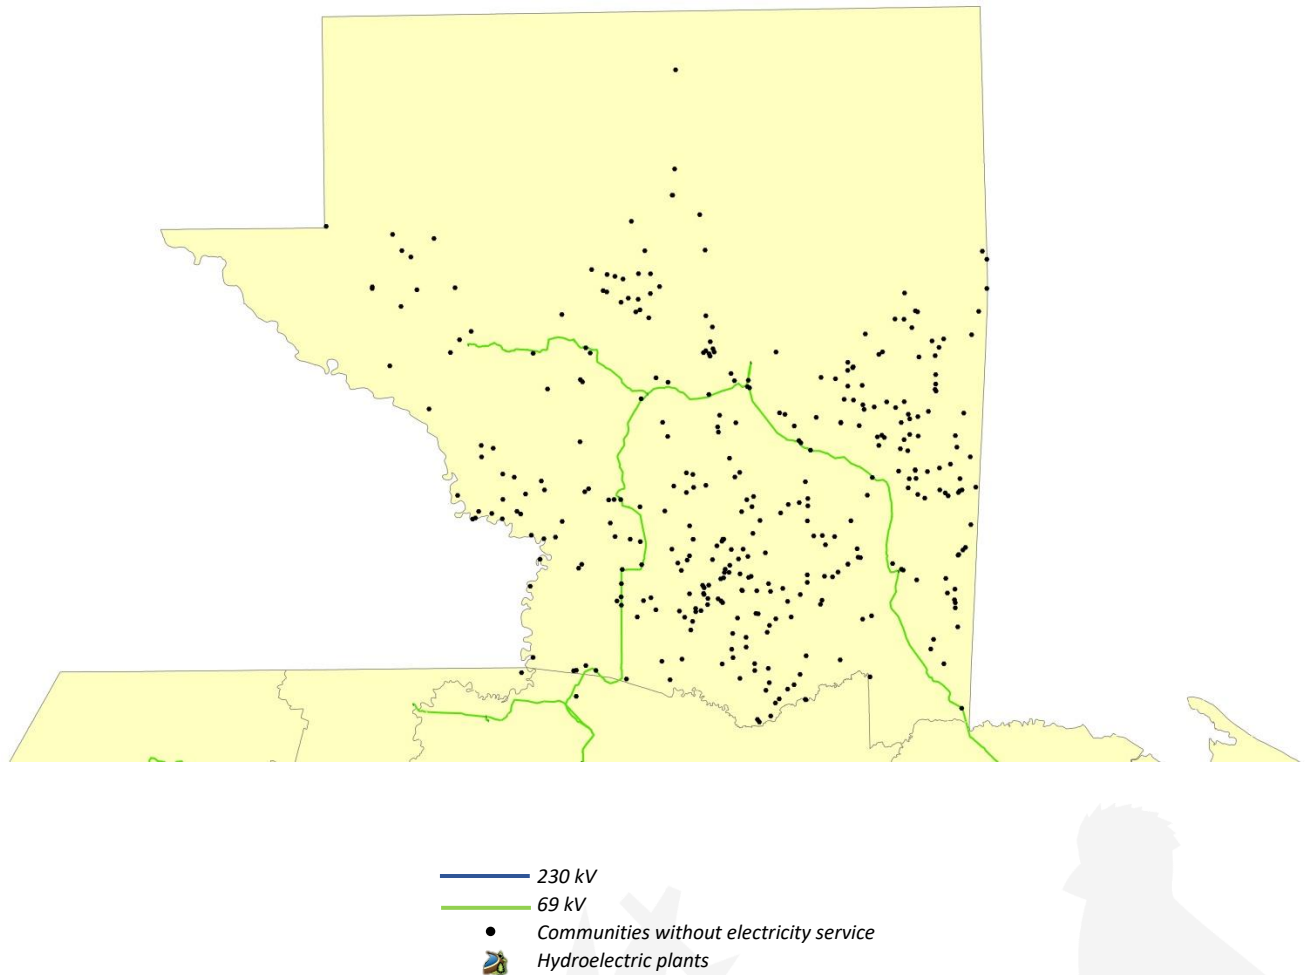 230 kV
69 kV
Communities without electricity service
Hydroelectric plants